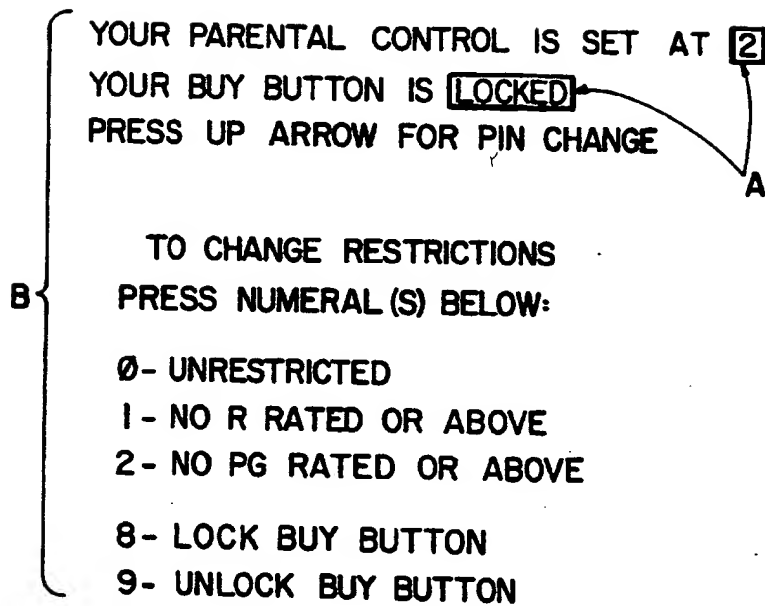 YOUR PARENTAL CONTROL IS SET AT 2
YOUR BUY BUTTON IS LOCKED
PRESS UP ARROW FOR PIN CHANGE
A
TO CHANGE RESTRICTIONS
B
PRESS NUMERAL(S) BELOW:
0- UNRESTRICTED
1- NO R RATED OR ABOVE
2- NO PG RATED OR ABOVE
8- LOCK BUY BUTTON
9- UNLOCK BUY BUTTON